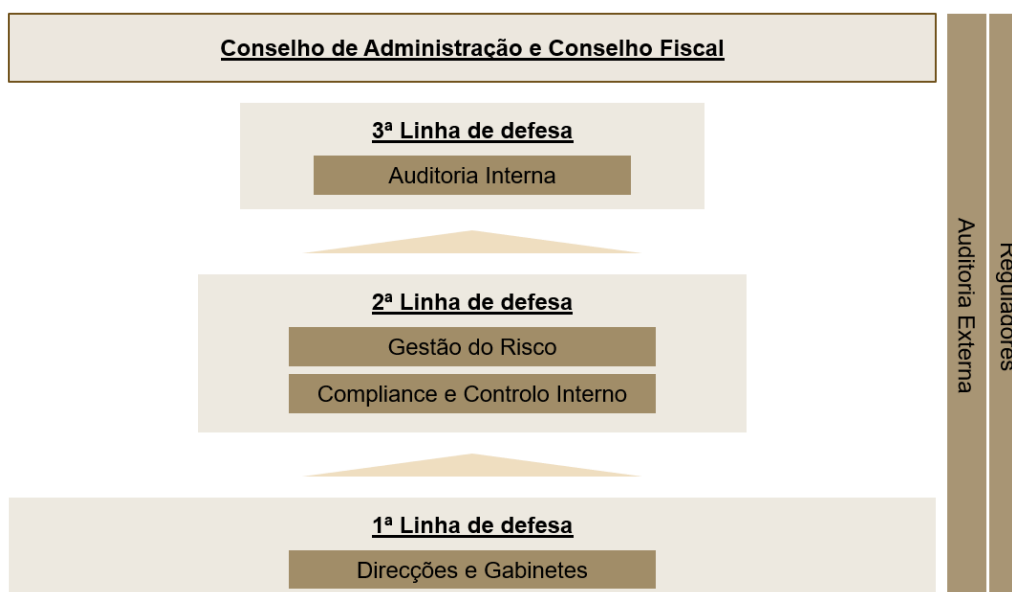 Conselho de Administração e Conselho Fiscal
3ª Linha de defesa
Auditoria Interna
2ª Linha de defesa
Gestão do Risco
Compliance e Controlo Interno
1ª Linha de defesa
Direcções e Gabinetes
Auditoria Externa
Reguladores